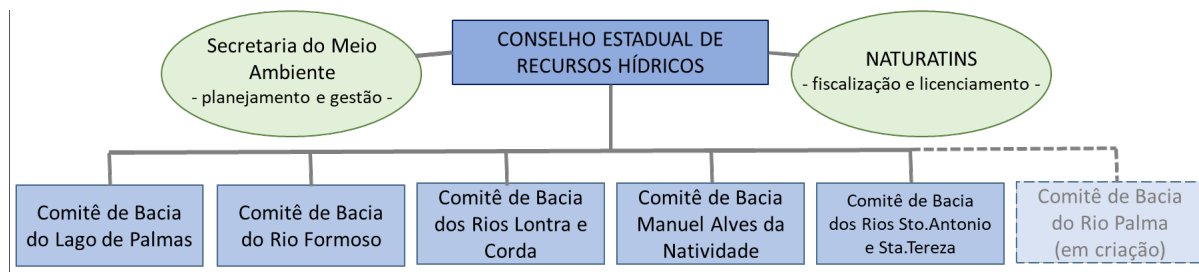 Secretaria do Meio
Ambiente
- planejamento e gestão -
CONSELHO ESTADUAL DE
RECURSOS HÍDRICOS
NATURATINS
- fiscalização e licenciamento -
Comitê de Bacia
do Lago de Palmas
Comitê de Bacia
do Rio Formoso
Comitê de Bacia
dos Rios Lontra e
Corda
Comitê de Bacia
Manuel Alves da
Natividade
Comitê de Bacia
dos Rios Sto.Antonio
e Sta.Tereza
Comitê de Bacia
do Rio Palma
(em criação)